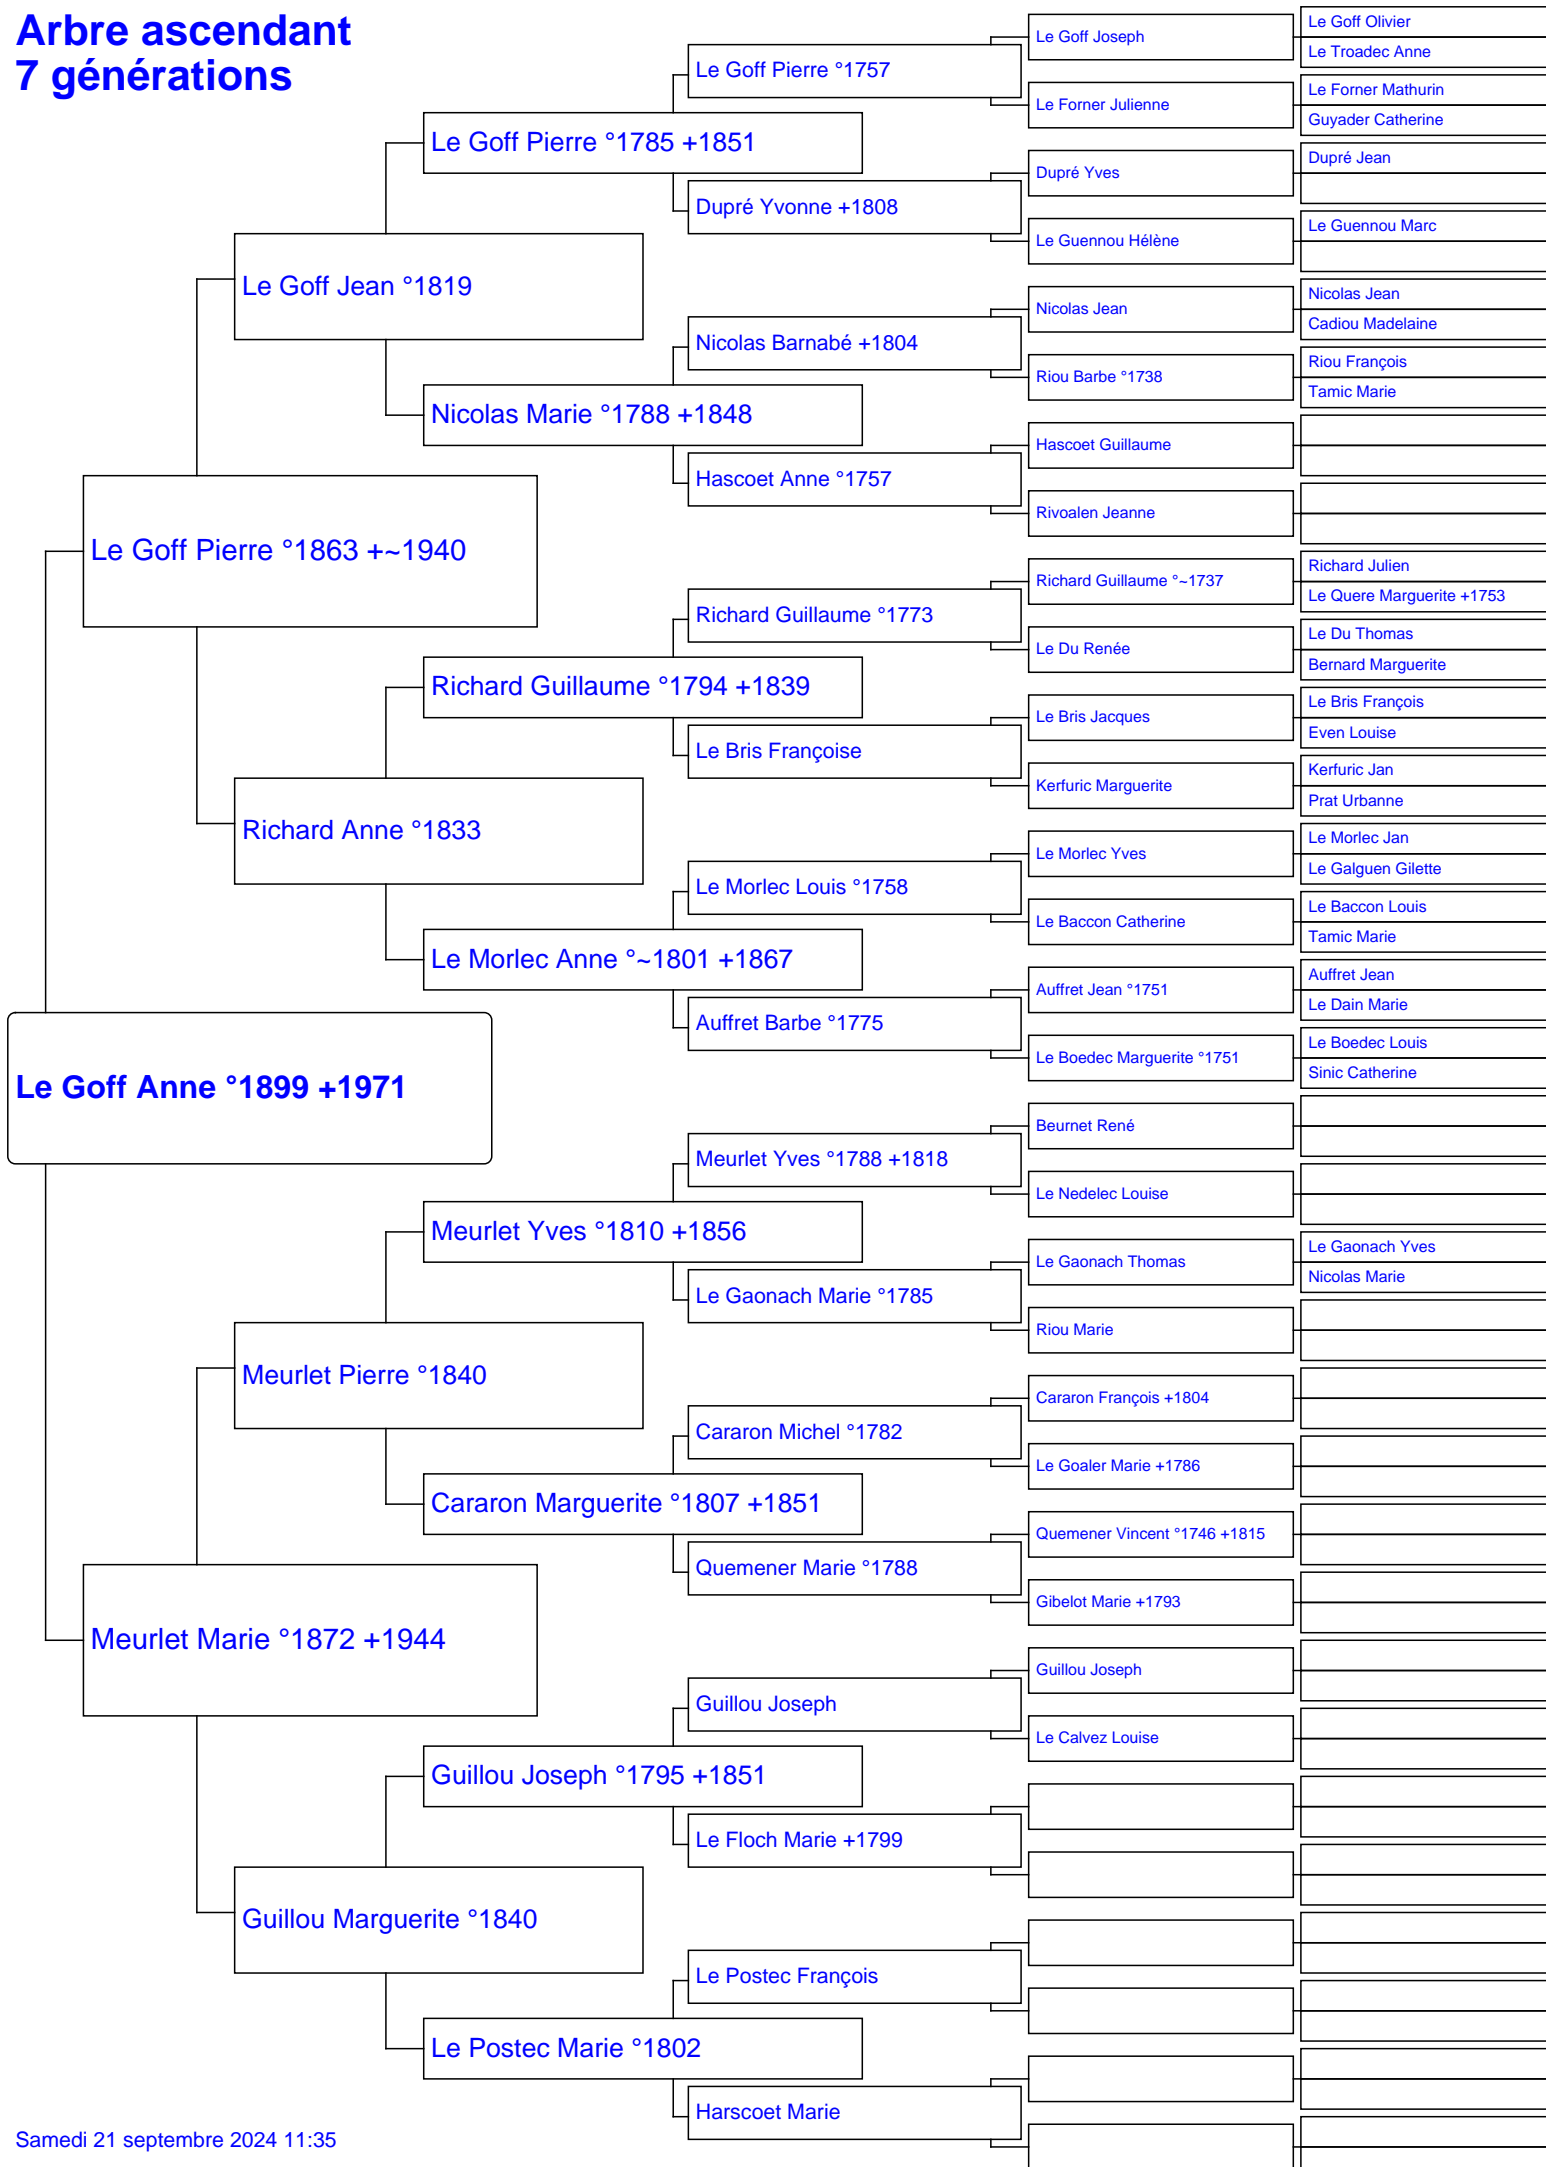 Arbre ascendant
7 générations
Le Goff Anne °1899 +1971
Le Goff Pierre °1863 +~1940
Meurlet Marie °1872 +1944
Le Goff Jean °1819
Richard Anne °1833
Meurlet Pierre °1840
Guillou Marguerite °1840
Le Goff Pierre °1785 +1851
Nicolas Marie °1788 +1848
Richard Guillaume °1794 +1839
Le Morlec Anne °~1801 +1867
Meurlet Yves °1810 +1856
Cararon Marguerite °1807 +1851
Guillou Joseph °1795 +1851
Le Postec Marie °1802
Le Goff Pierre °1757
Dupré Yvonne +1808
Nicolas Barnabé +1804
Hascoet Anne °1757
Richard Guillaume °1773
Le Bris Françoise
Le Morlec Louis °1758
Auffret Barbe °1775
Meurlet Yves °1788 +1818
Le Gaonach Marie °1785
Cararon Michel °1782
Quemener Marie °1788
Guillou Joseph
Le Floch Marie +1799
Le Postec François
Harscoet Marie
Le Goff Joseph
Le Forner Julienne
Dupré Yves
Le Guennou Hélène
Nicolas Jean
Riou Barbe °1738
Hascoet Guillaume
Rivoalen Jeanne
Richard Guillaume °~1737
Le Du Renée
Le Bris Jacques
Kerfuric Marguerite
Le Morlec Yves
Le Baccon Catherine
Auffret Jean °1751
Le Boedec Marguerite °1751
Beurnet René
Le Nedelec Louise
Le Gaonach Thomas
Riou Marie
Cararon François +1804
Le Goaler Marie +1786
Quemener Vincent °1746 +1815
Gibelot Marie +1793
Guillou Joseph
Le Calvez Louise
Le Goff Olivier
Le Troadec Anne
Le Forner Mathurin
Guyader Catherine
Dupré Jean
Le Guennou Marc
Nicolas Jean
Cadiou Madelaine
Riou François
Tamic Marie
Richard Julien
Le Quere Marguerite +1753
Le Du Thomas
Bernard Marguerite
Le Bris François
Even Louise
Kerfuric Jan
Prat Urbanne
Le Morlec Jan
Le Galguen Gilette
Le Baccon Louis
Tamic Marie
Auffret Jean
Le Dain Marie
Le Boedec Louis
Sinic Catherine
Le Gaonach Yves
Nicolas Marie
Samedi 21 septembre 2024 11:35